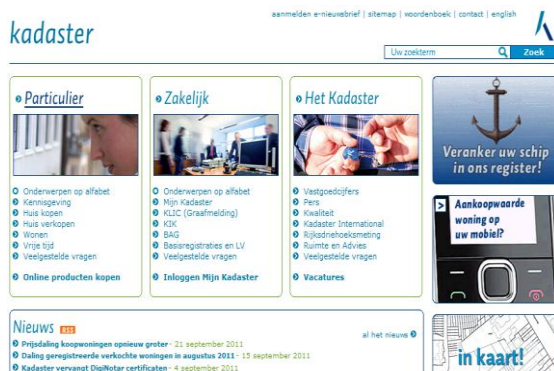 aanmelden e-nieuwsbrief | sitemap | woordenboek | contact | english
kadaster
Uw zoekterm
Zoek
Particulier
Onderwerpen op alfabet
Kennisgeving
Huis kopen
Huis verkopen
Wonen
Vrije tijd
Veelgestelde vragen
Online producten kopen
Zakelijk
Onderwerpen op alfabet
Mijn Kadaster
KLIC (Graafmelding)
KIK
BAG
Basisregistraties en LV
Veelgestelde vragen
Inloggen Mijn Kadaster
Het Kadaster
Vastgoedcijfers
Pers
Kwaliteit
Kadaster International
Rijksdriehoeksmeting
Ruimte en Advies
Veelgestelde vragen
Vacatures
Veranker uw schip
in ons register!
Aankoopwaarde
woning op
uw mobiel?
in kaart!
Nieuws RSS
al het nieuws
Prijsdaling koopwoningen opnieuw groter - 21 september 2011
Daling geregistreerde verkochte woningen in augustus 2011 - 15 september 2011
Kadaster vervangt DigiNotar certificaten - 4 september 2011